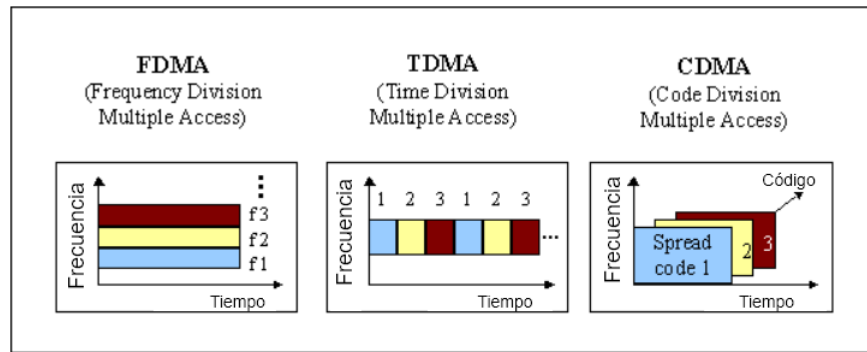 FDMA
(Frequency Division
Multiple Access)
TDMA
(Time Division
Multiple Access)
CDMA
(Code Division
Multiple Access)
Frecuencia
f3
f2
f1
Tiempo
Frecuencia
1 2 3 1 2 3
...
Tiempo
Frecuencia
Código
Spread
code 1
2
3
Tiempo